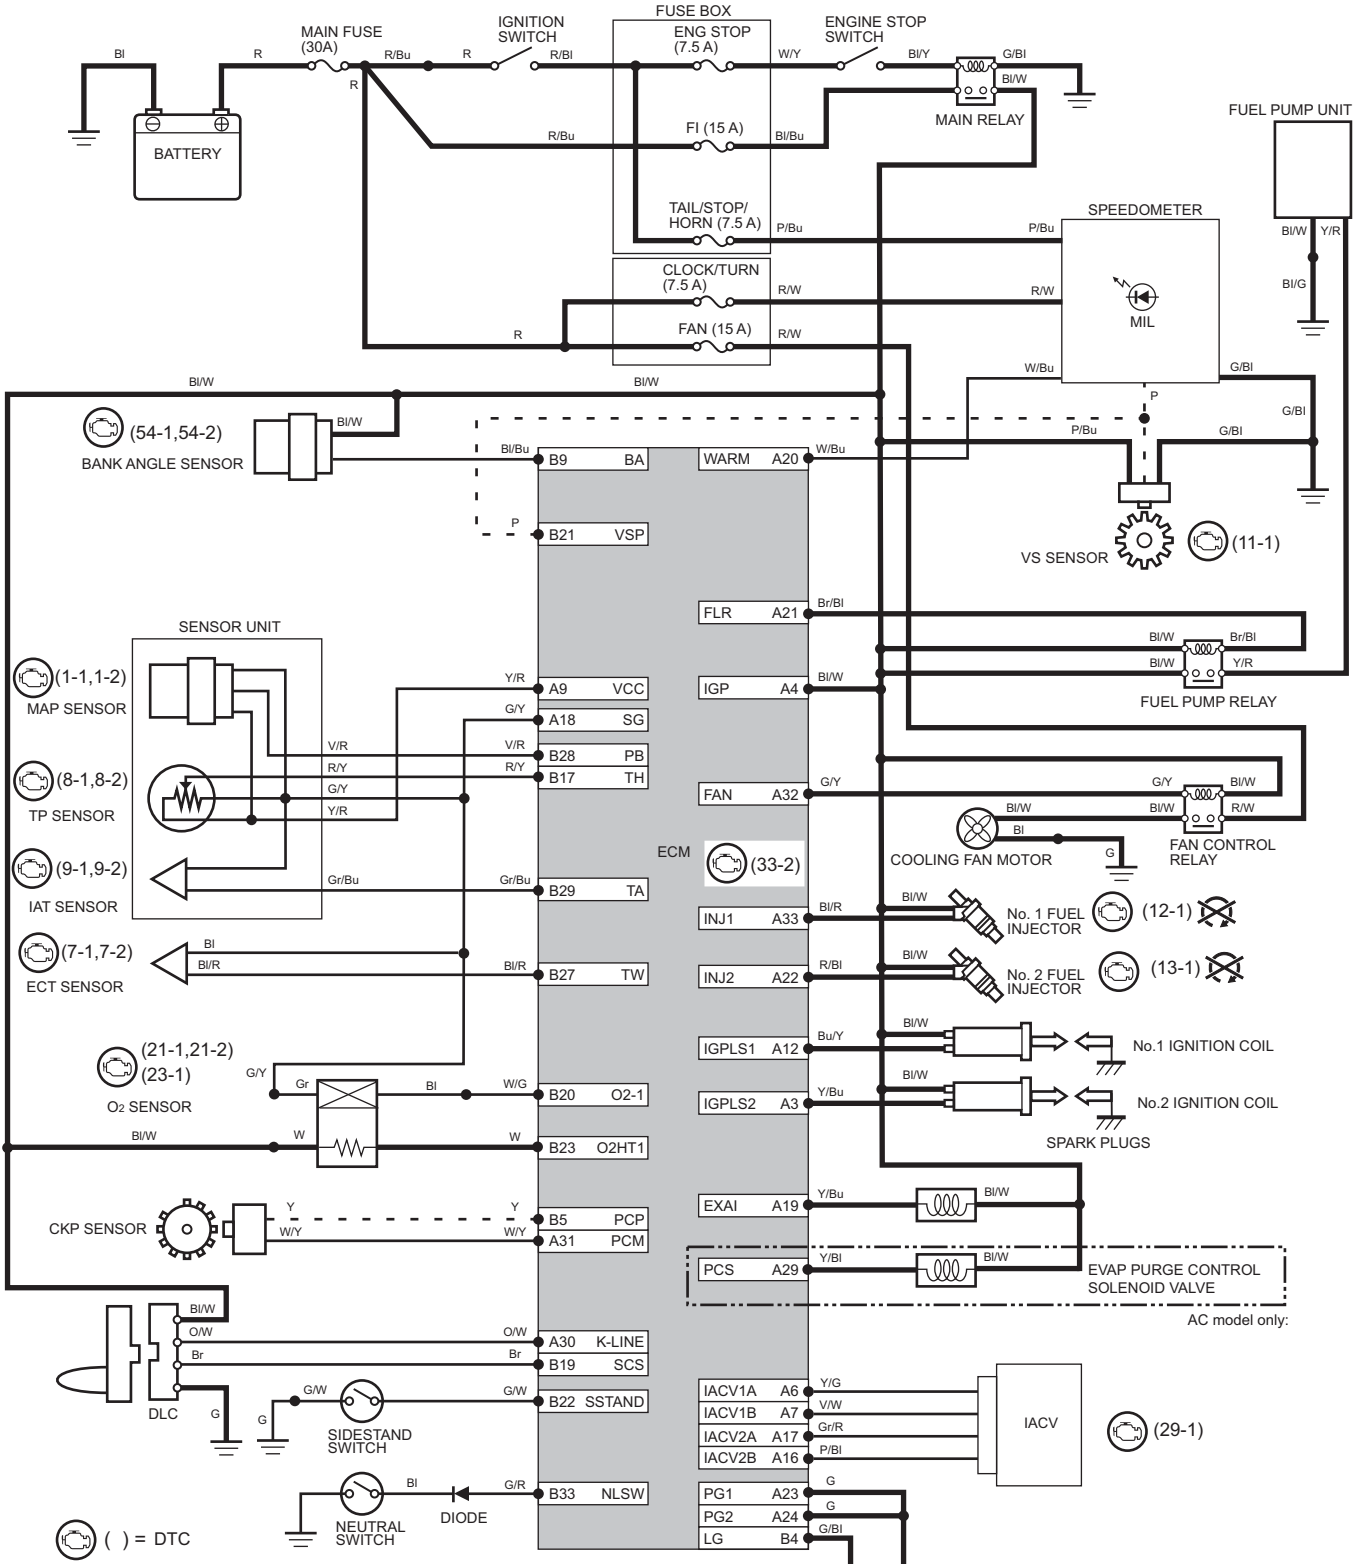 FUSE BOX
MAIN FUSE
(30A)
IGNITION
SWITCH
ENG STOP
(7.5 A)
ENGINE STOP
SWITCH
Bl
R
R/Bu
R
R/Bl
W/Y
Bl/Y
G/Bl
Bl/W
R
MAIN RELAY
BATTERY
R/Bu
FI (15 A)
Bl/Bu
FUEL PUMP UNIT
TAIL/STOP/
HORN (7.5 A)
P/Bu
P/Bu
SPEEDOMETER
Bl/W
Y/R
Bl/G
CLOCK/TURN
(7.5 A)
R/W
R/W
MIL
R
FAN (15 A)
R/W
W/Bu
G/Bl
P
G/Bl
Bl/W
Bl/W
(54-1,54-2)
BANK ANGLE SENSOR
Bl/W
Bl/Bu
B9 BA
WARM A20
W/Bu
P/Bu
G/Bl
P
B21 VSP
VS SENSOR
(11-1)
FLR A21
Br/Bl
SENSOR UNIT
(1-1,1-2)
MAP SENSOR
Bl/W
Br/Bl
Bl/W
Y/R
FUEL PUMP RELAY
Y/R
A9 VCC
IGP A4
Bl/W
G/Y
A18 SG
V/R
V/R
B28 PB
R/Y
R/Y
B17 TH
(8-1,8-2)
TP SENSOR
G/Y
Y/R
FAN A32
G/Y
G/Y
Bl/W
Bl/W
Bl/W
R/W
Bl
G
COOLING FAN MOTOR
FAN CONTROL
RELAY
ECM
(33-2)
(9-1,9-2)
IAT SENSOR
Gr/Bu
Gr/Bu
B29 TA
INJ1 A33
Bl/R
Bl/W
No. 1 FUEL
INJECTOR
(12-1)
(7-1,7-2)
ECT SENSOR
Bl
Bl/R
Bl/R
B27 TW
INJ2 A22
R/Bl
Bl/W
No. 2 FUEL
INJECTOR
(13-1)
IGPLS1 A12
Bu/Y
Bl/W
No.1 IGNITION COIL
(21-1,21-2)
(23-1)
O2 SENSOR
G/Y
Gr
Bl
W/G
B20 O2-1
IGPLS2 A3
Y/Bu
Bl/W
No.2 IGNITION COIL
SPARK PLUGS
Bl/W
W
W
B23 O2HT1
EXAI A19
Y/Bu
Bl/W
CKP SENSOR
Y
Y
B5 PCP
W/Y
W/Y
A31 PCM
PCS A29
Y/Bl
Bl/W
EVAP PURGE CONTROL
SOLENOID VALVE
AC model only:
Bl/W
O/W
O/W
A30 K-LINE
Br
Br
B19 SCS
DLC
G
G
G/W
G/W
B22 SSTAND
SIDESTAND
SWITCH
IACV1A A6
Y/G
IACV1B A7
V/W
IACV2A A17
Gr/R
IACV2B A16
P/Bl
IACV
(29-1)
Bl
G/R
B33 NLSW
NEUTRAL
SWITCH
DIODE
PG1 A23
G
PG2 A24
G
LG B4
G/Bl
( ) = DTC